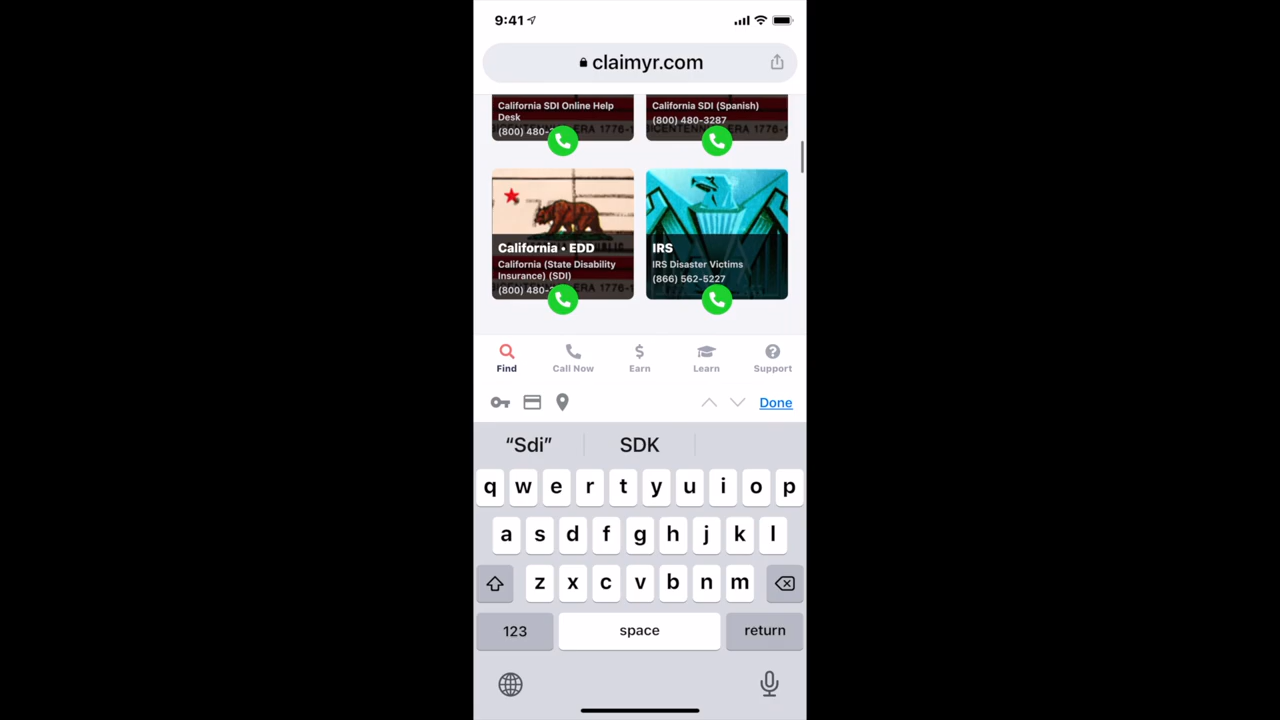 9:41
claimyr.com
California SDI Online Help
Desk
(800) 480-
California SDI (Spanish)
(800) 480-3287
California • EDD
California (State Disability
Insurance) (SDI)
(800) 480-
IRS
IRS Disaster Victims
(866) 562-5227
Find
Call Now
Earn
Learn
Support
Done
“Sdi”
SDK
q w e r t y u i o p
a s d f g h j k l
z x c v b n m
123
space
return